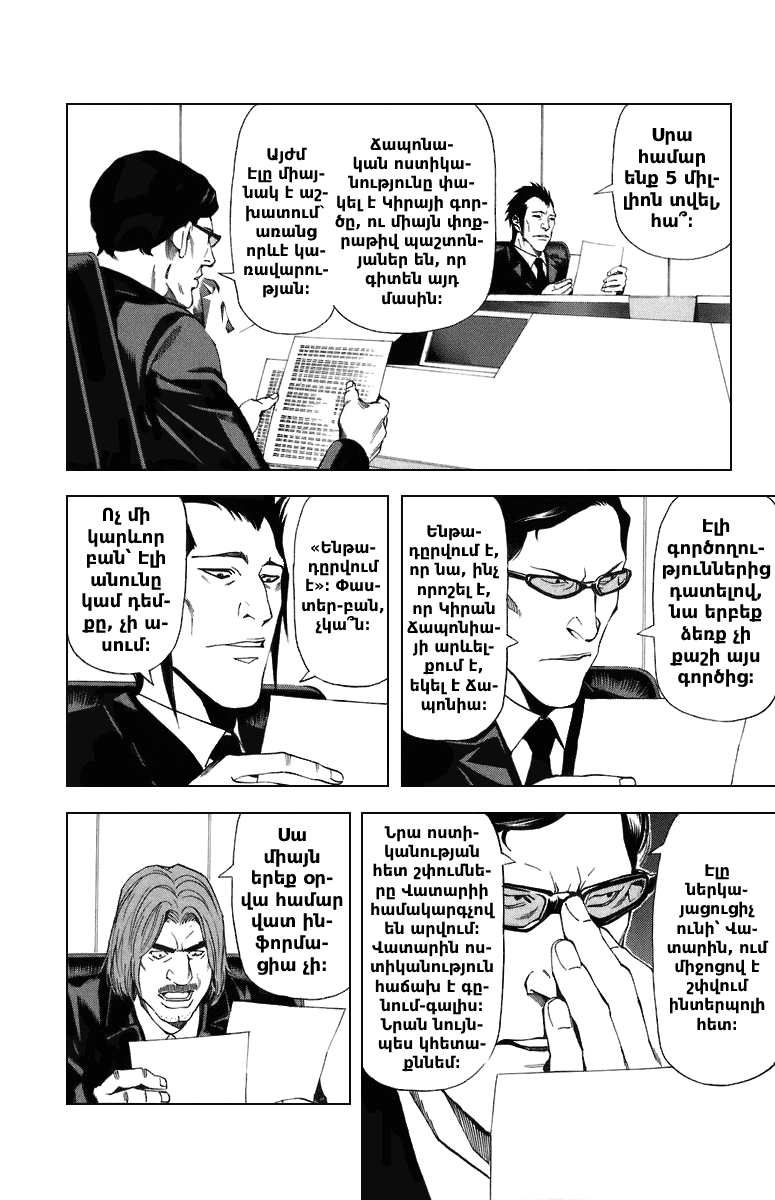 Սրա
համար
ենք 5 միլ-
լիոն տվել,
հա՞:
Ճապոնա-
կան ոստիկա-
նությունը փա-
կել է Կիրայի գոր-
ծը, ու միայն փոք-
րաթիվ պաշտոն-
յաներ են, որ
գիտեն այդ
մասին:
Այժմ
Էլը միայ-
նակ է աշ-
խատում՝
առանց
որևէ կա-
ռավարու-
թյան:
Էլի
գործողու-
թյուններից
դատելով,
նա երբեք
ձեռք չի
քաշի այս
գործից:
Ենթա-
դըրվում է,
որ նա, ինչ
որոշել է,
որ Կիրան
Ճապոնիա-
յի արևել-
քում է,
եկել է Ճա-
պոնիա:
«Ենթա-
դըրվում
է»: Փաս-
տեր-բան,
չկա՞ն:
Ոչ մի
կարևոր
բան՝ Էլի
անունը
կամ դեմ-
քը, չի ա-
սում:
Էլը
ներկա-
յացուցիչ
ունի՝ Վա-
տարին, ում
միջոցով է
շփվում
ինտերպոլի
հետ:
Նրա ոստի-
կանության
հետ շփումնե-
րը Վատարիի
համակարգչով
են արվում:
Վատարին ոս-
տիկանություն
հաճախ է գը-
նում-գալիս:
Նրան նույն-
պես կհետա-
քննեմ:
Սա
միայն
երեք օր-
վա համար
վատ ին-
ֆորմա-
ցիա չի: